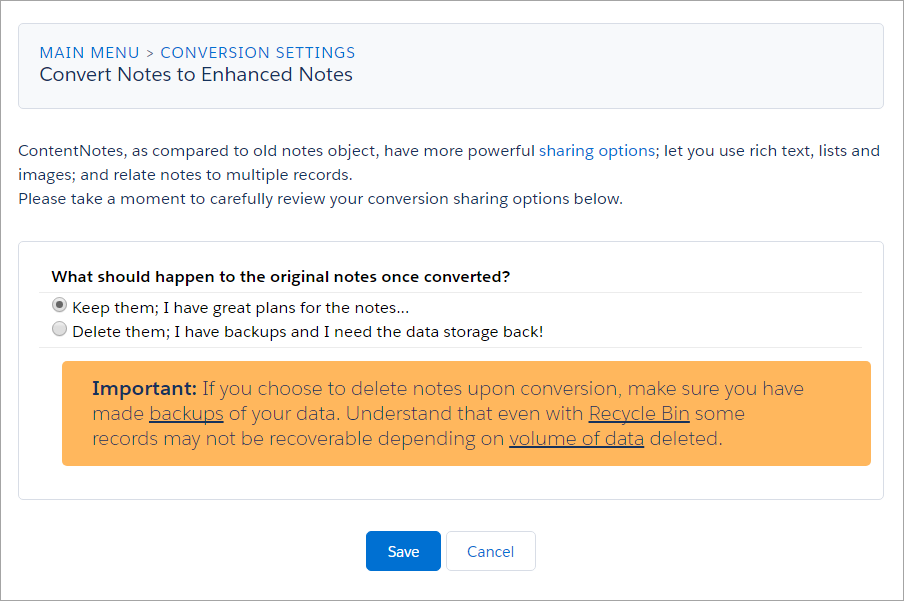 MAIN MENU > CONVERSION SETTINGS
Convert Notes to Enhanced Notes
ContentNotes, as compared to old notes object, have more powerful sharing options; let you use rich text, lists and
images; and relate notes to multiple records.
Please take a moment to carefully review your conversion sharing options below.
What should happen to the original notes once converted?
Keep them; I have great plans for the notes...
Delete them; I have backups and I need the data storage back!
Important: If you choose to delete notes upon conversion, make sure you have
made backups of your data. Understand that even with Recycle Bin some
records may not be recoverable depending on volume of data deleted.
Save Cancel